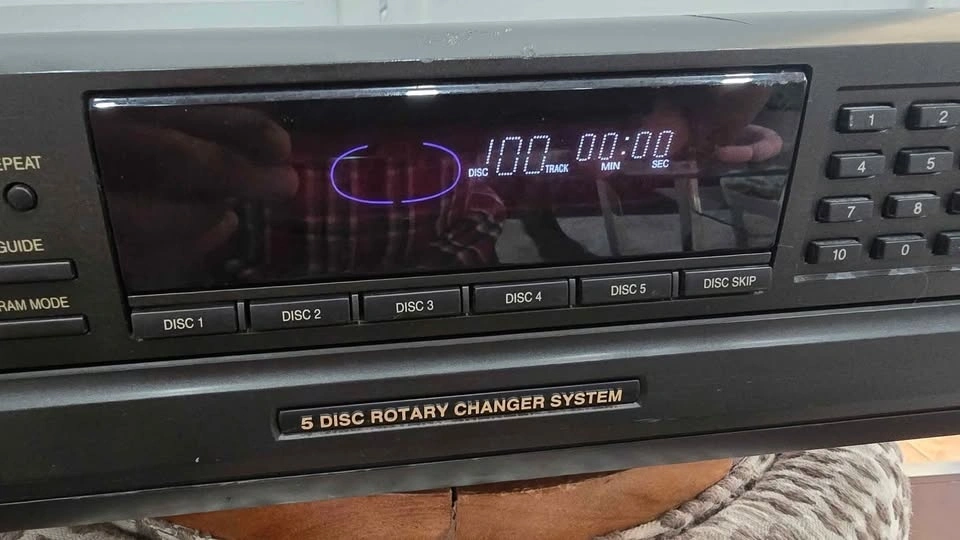 EPEAT
GUIDE
RAM MODE
DISC 100 TRACK 00:00
MIN SEC
1 2
4 5
7 8
10 0
DISC 1 DISC 2 DISC 3 DISC 4 DISC 5 DISC SKIP
5 DISC ROTARY CHANGER SYSTEM